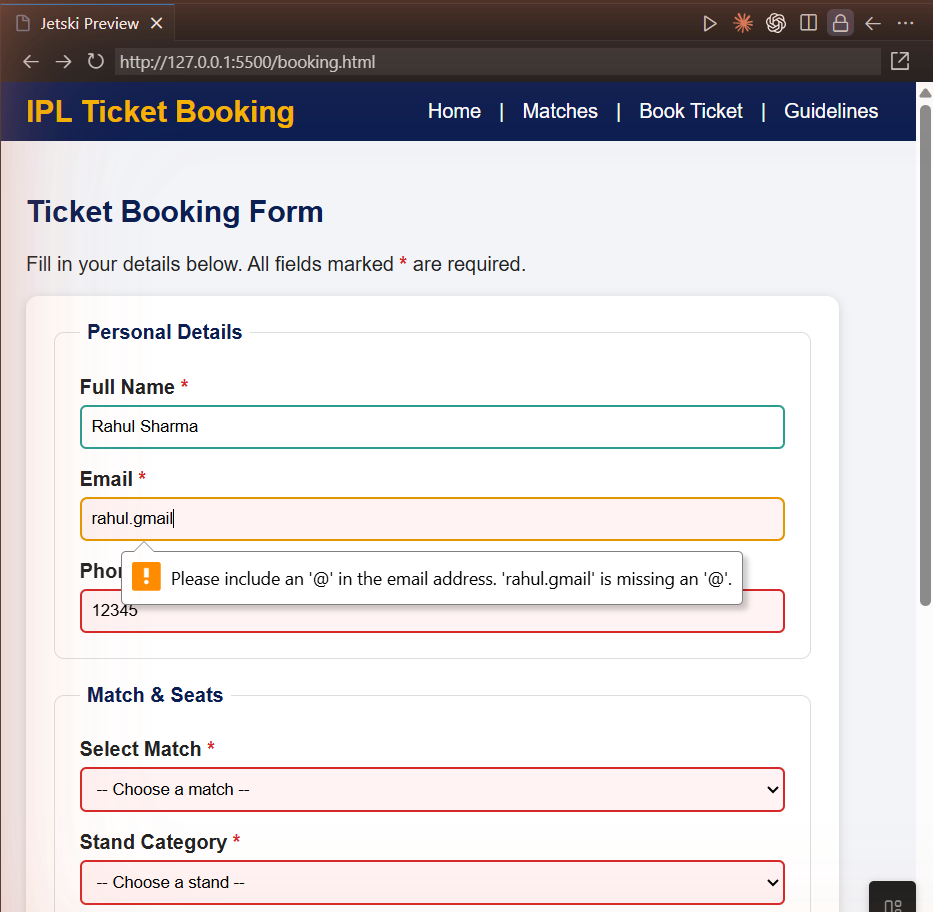 Jetski Preview
http://127.0.0.1:5500/booking.html
IPL Ticket Booking
Home | Matches | Book Ticket | Guidelines
Ticket Booking Form
Fill in your details below. All fields marked * are required.
Personal Details
Full Name *
Rahul Sharma
Email *
rahul.gmail
Please include an '@' in the email address. 'rahul.gmail' is missing an '@'.
12345
Match & Seats
Select Match *
-- Choose a match --
Stand Category *
-- Choose a stand --